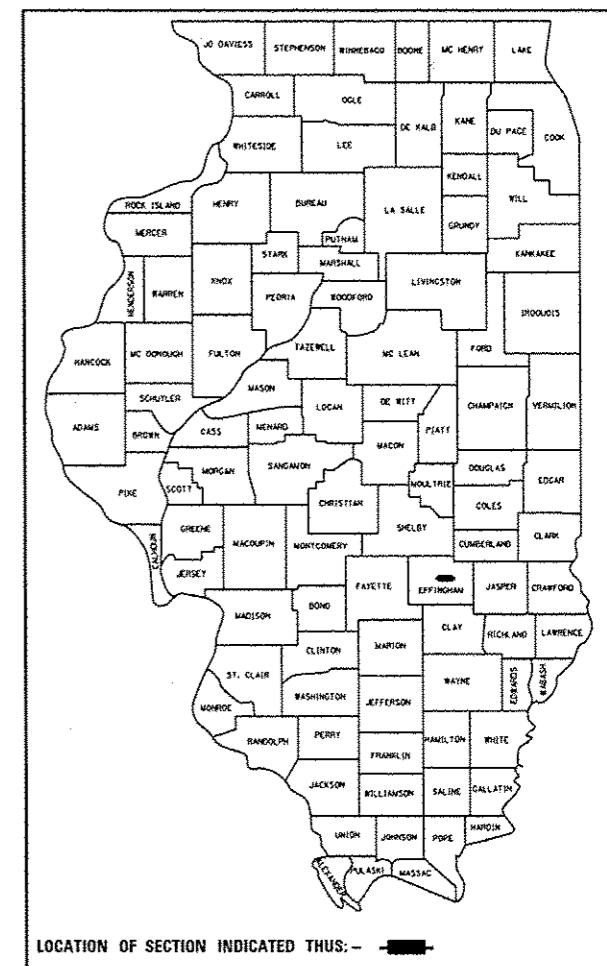 JO DAVIESS STEPHENSON WINNEBAGO BOONE MC HENRY LAKE
CARROLL OGLE DE KALB KANE DU PAGE COOK
WHITESIDE LEE KENDALL WILL
ROCK ISLAND HENRY BUREAU LA SALLE GRUNDY
MERCER PUTNAM KANKAKEE
STARK MARSHALL
HENDERSON WARREN KNOX PEORIA WOODFORD LIVINGSTON IROQUOIS
HANCOCK MC DONOUGH FULTON TAZEWELL MC LEAN FORD
SCHUYLER MASON LOGAN DE WITT CHAMPAIGN VERMILION
ADAMS BROWN CASS MENARD MACON PIATT
PIKE SCOTT MORGAN SANGAMON CHRISTIAN MOULTRIE DOUGLAS EDGAR
COLES
CALHOUN GREENE MACOUPIN MONTGOMERY SHELBY CUMBERLAND CLARK
JERSEY FAYETTE EFFINGHAM JASPER CRAWFORD
MADISON BOND CLAY RICHLAND LAWRENCE
CLINTON MARION
ST. CLAIR WASHINGTON WAYNE EDWARDS WABASH
MONROE JEFFERSON
RANDOLPH PERRY FRANKLIN HAMILTON WHITE
JACKSON WILLIAMSON SALINE GALLATIN
UNION JOHNSON POPE HARDIN
ALEXANDER PULASKI MASSAC
LOCATION OF SECTION INDICATED THUS: –